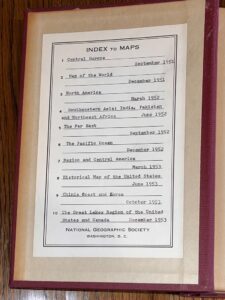 INDEX TO MAPS
1 Central Europe
September 1951
2 Map of the World
December 1951
3 North America
March 1952
4 Southwestern Asia: India, Pakistan
and Northeast Africa June 1952
5 The Far East
September 1952
6 The Pacific Ocean
December 1952
7 Mexico and Central America
March 1953
8 Historical Map of the United States
June 1953
9 China Coast and Korea
October 1953
10 The Great Lakes Region of the United
States and Canada December 1953
NATIONAL GEOGRAPHIC SOCIETY
WASHINGTON, D. C.